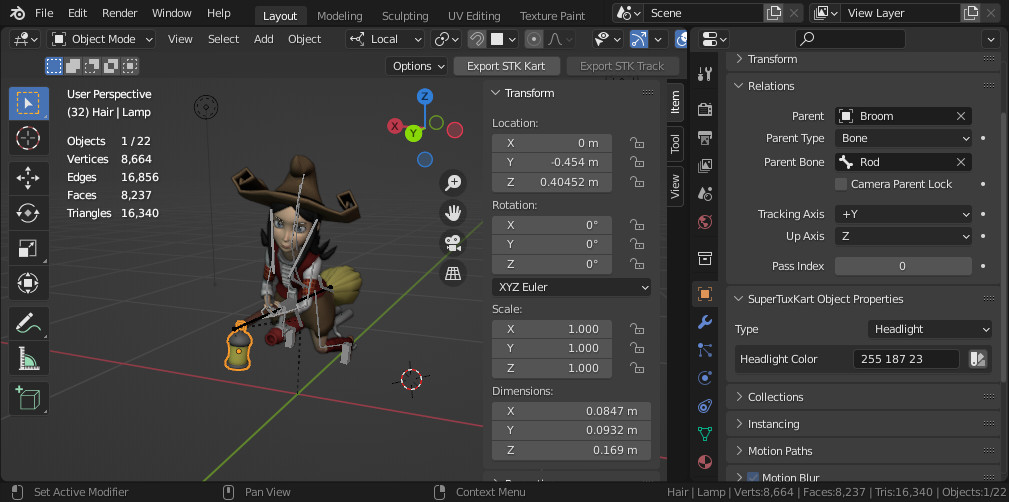 File Edit Render Window Help Layout Modeling Sculpting UV Editing Texture Paint Scene View Layer
Object Mode View Select Add Object Local
Options Export STK Kart Export STK Track
User Perspective
(32) Hair | Lamp
Objects 1 / 22
Vertices 8,664
Edges 16,856
Faces 8,237
Triangles 16,340
Z
X
Y
Transform
Location:
X 0 m
Y -0.454 m
Z 0.40452 m
Rotation:
X 0°
Y 0°
Z 0°
XYZ Euler
Scale:
X 1.000
Y 1.000
Z 1.000
Dimensions:
X 0.0847 m
Y 0.0932 m
Z 0.169 m
Item
Tool
View
Transform
Relations
Parent Broom
Parent Type Bone
Parent Bone Rod
Camera Parent Lock
Tracking Axis +Y
Up Axis Z
Pass Index 0
SuperTuxKart Object Properties
Type Headlight
Headlight Color 255 187 23
Collections
Instancing
Motion Paths
Motion Blur
Set Active Modifier Pan View Context Menu Hair | Lamp | Verts:8,664 | Faces:8,237 | Tris:16,340 | Objects:1/22